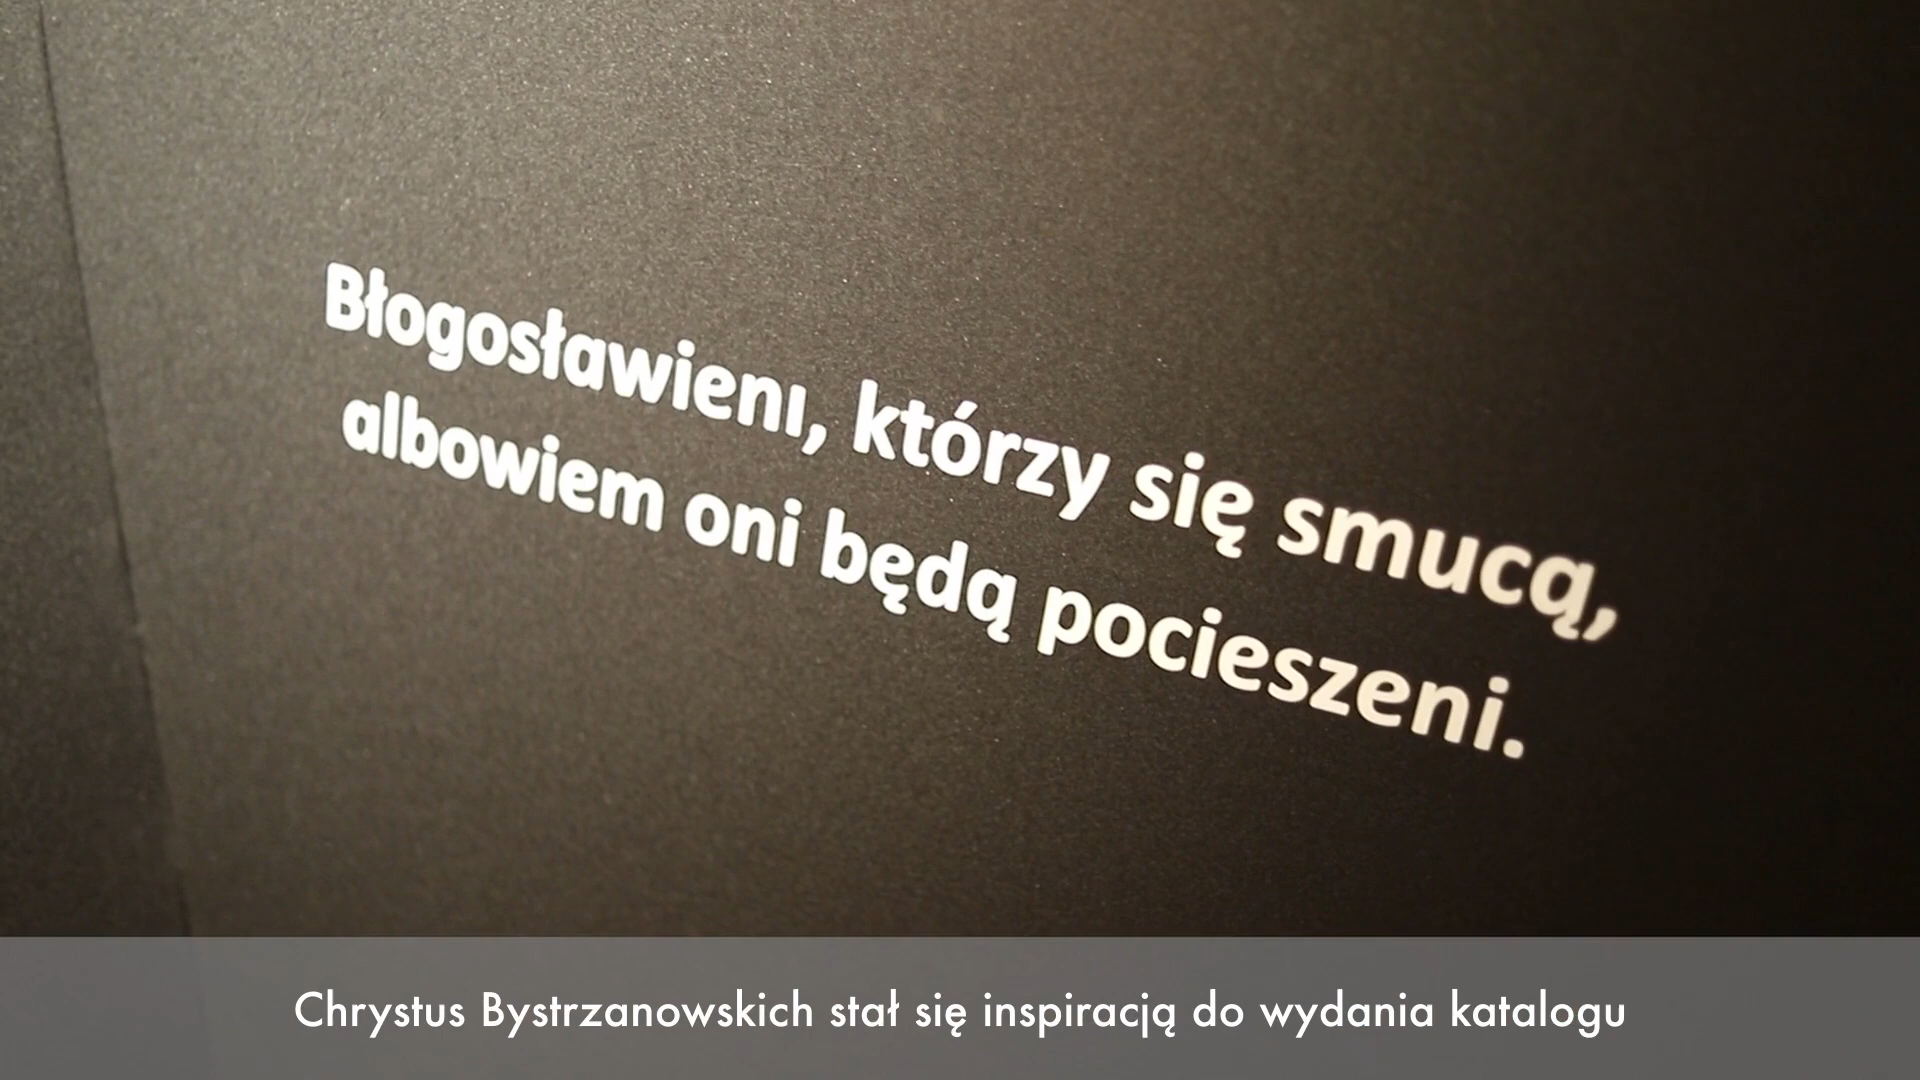 Błogosławieni, którzy się smucą,
albowiem oni będą pocieszeni.
Chrystus Bystrzanowskich stał się inspiracją do wydania katalogu